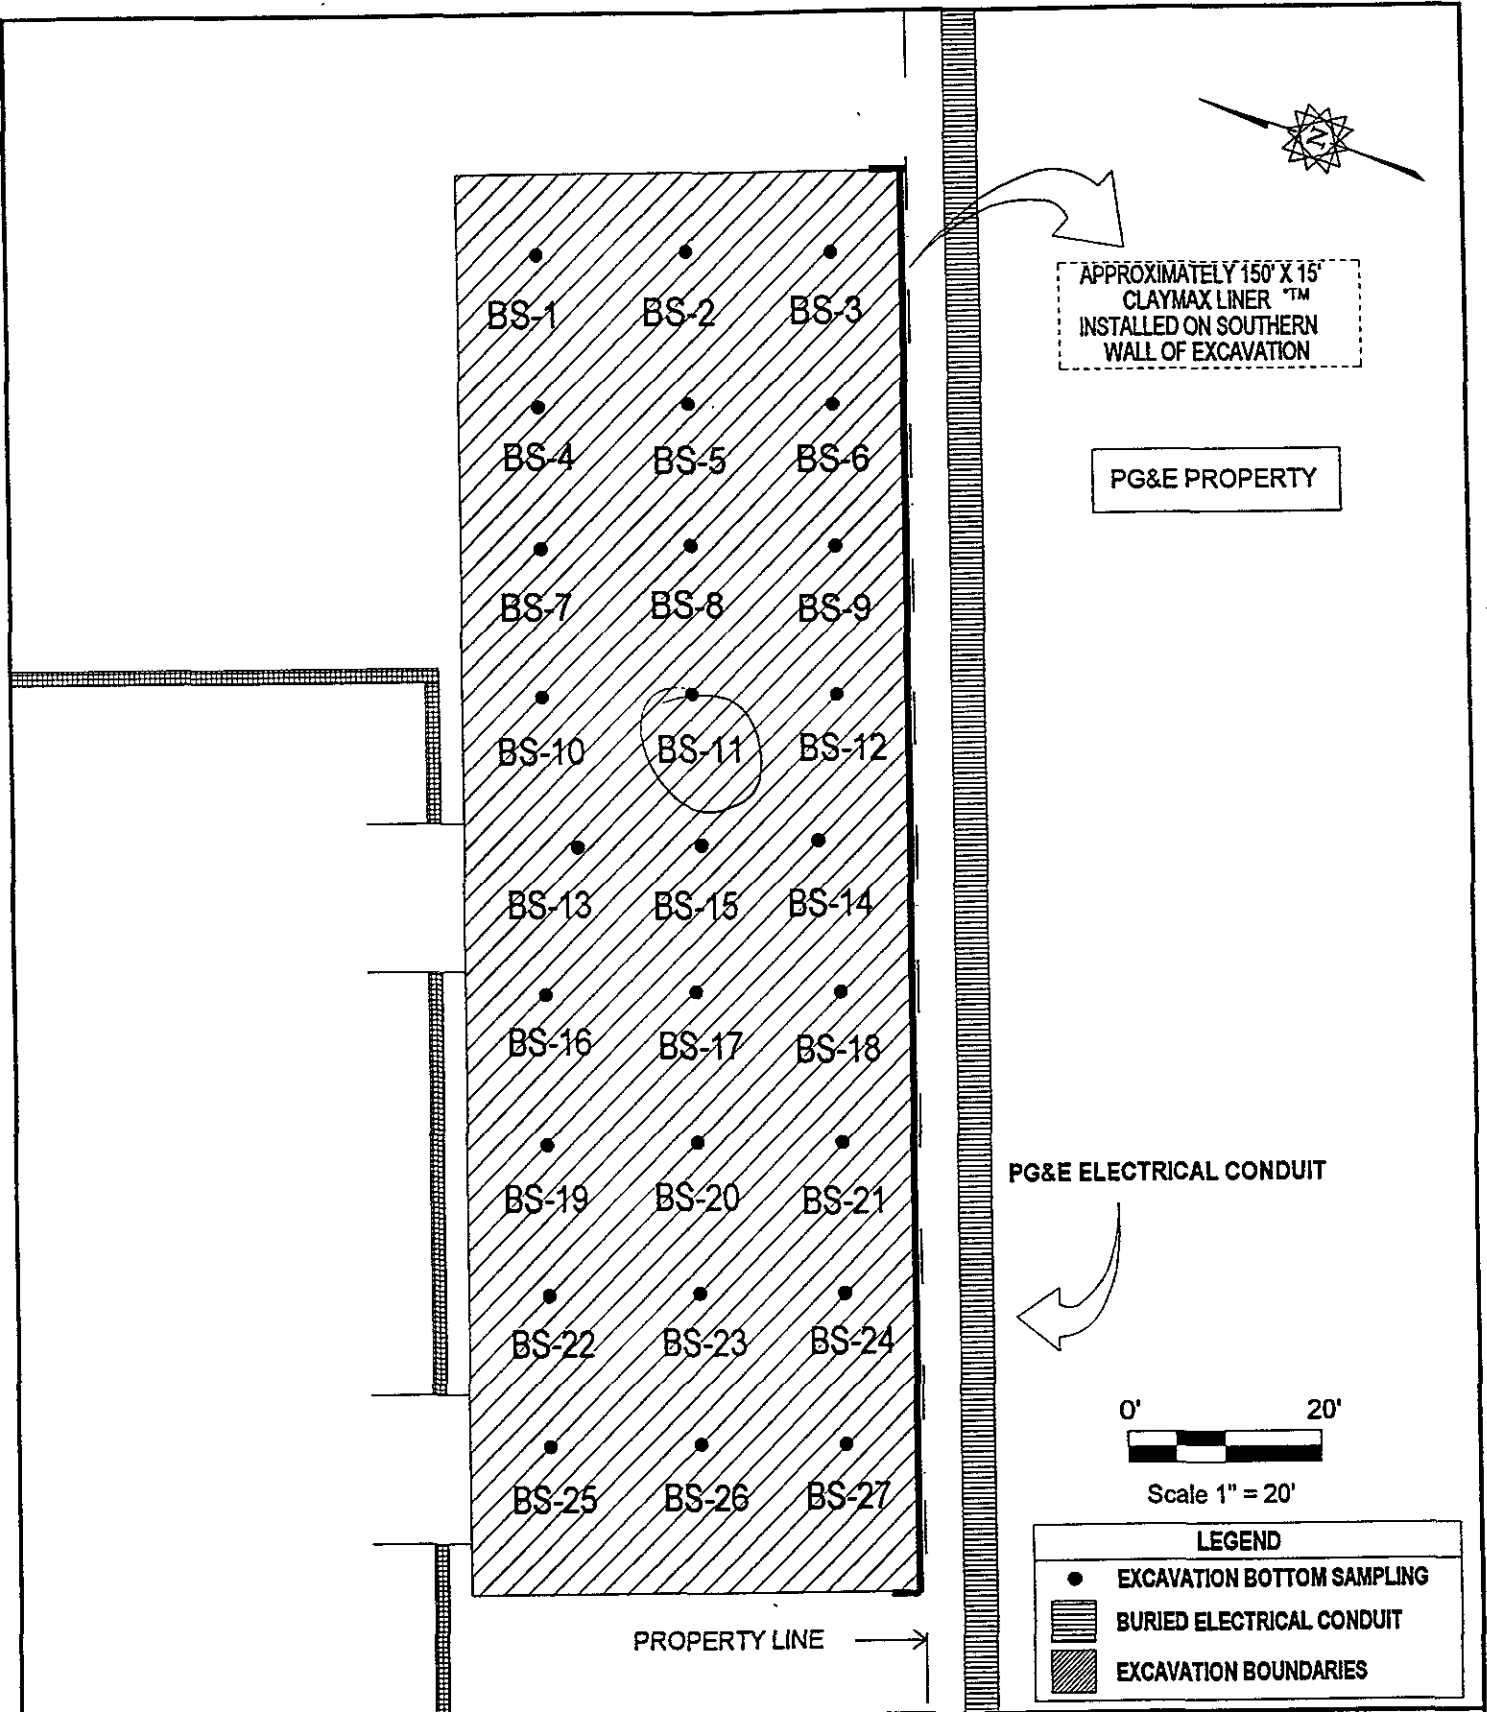 N
APPROXIMATELY 150' X 15'
CLAYMAX LINER "™
INSTALLED ON SOUTHERN
WALL OF EXCAVATION
BS-1 BS-2 BS-3
BS-4 BS-5 BS-6
PG&E PROPERTY
BS-7 BS-8 BS-9
BS-10 BS-11 BS-12
BS-13 BS-15 BS-14
BS-16 BS-17 BS-18
PG&E ELECTRICAL CONDUIT
BS-19 BS-20 BS-21
BS-22 BS-23 BS-24
0' 20'
Scale 1" = 20'
BS-25 BS-26 BS-27
LEGEND
EXCAVATION BOTTOM SAMPLING
BURIED ELECTRICAL CONDUIT
EXCAVATION BOUNDARIES
PROPERTY LINE